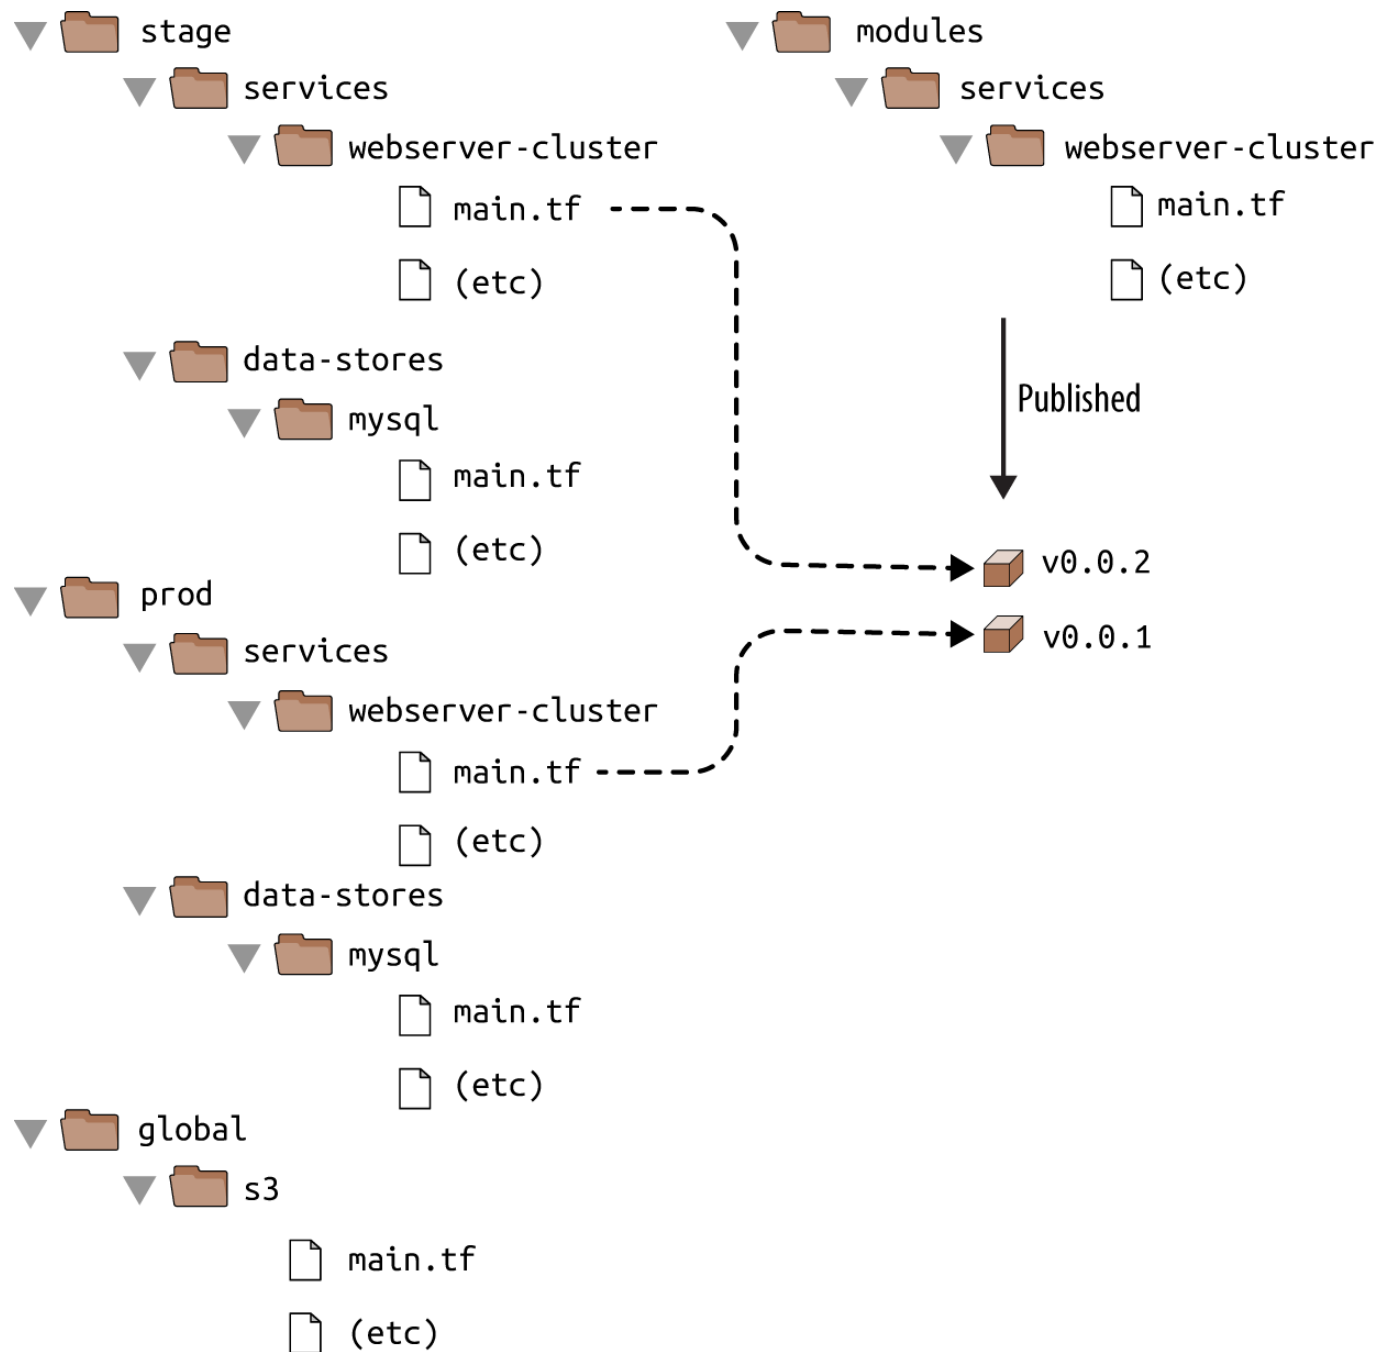 stage
services
webserver-cluster
main.tf
(etc)
data-stores
mysql
main.tf
(etc)
prod
services
webserver-cluster
main.tf
(etc)
data-stores
mysql
main.tf
(etc)
global
s3
main.tf
(etc)
modules
services
webserver-cluster
main.tf
(etc)
Published
v0.0.2
v0.0.1